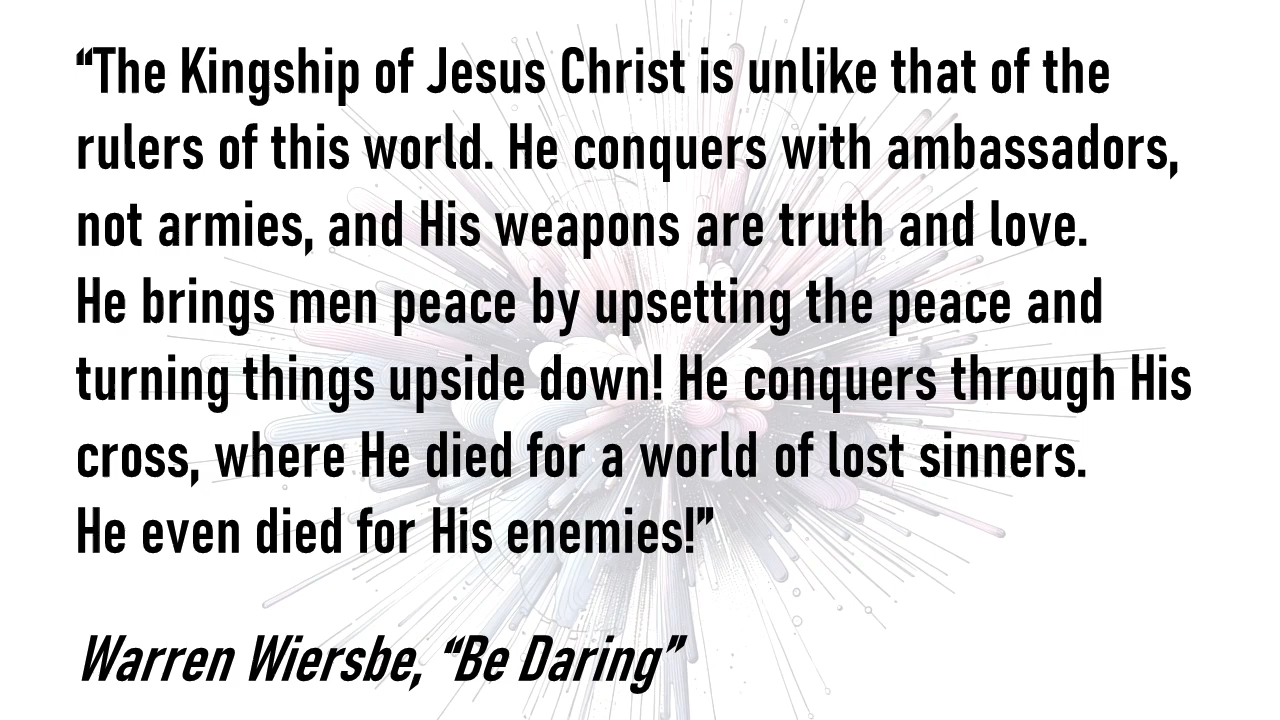 “The Kingship of Jesus Christ is unlike that of the
rulers of this world. He conquers with ambassadors,
not armies, and His weapons are truth and love.
He brings men peace by upsetting the peace and
turning things upside down! He conquers through His
cross, where He died for a world of lost sinners.
He even died for His enemies!”
Warren Wiersbe, “Be Daring”